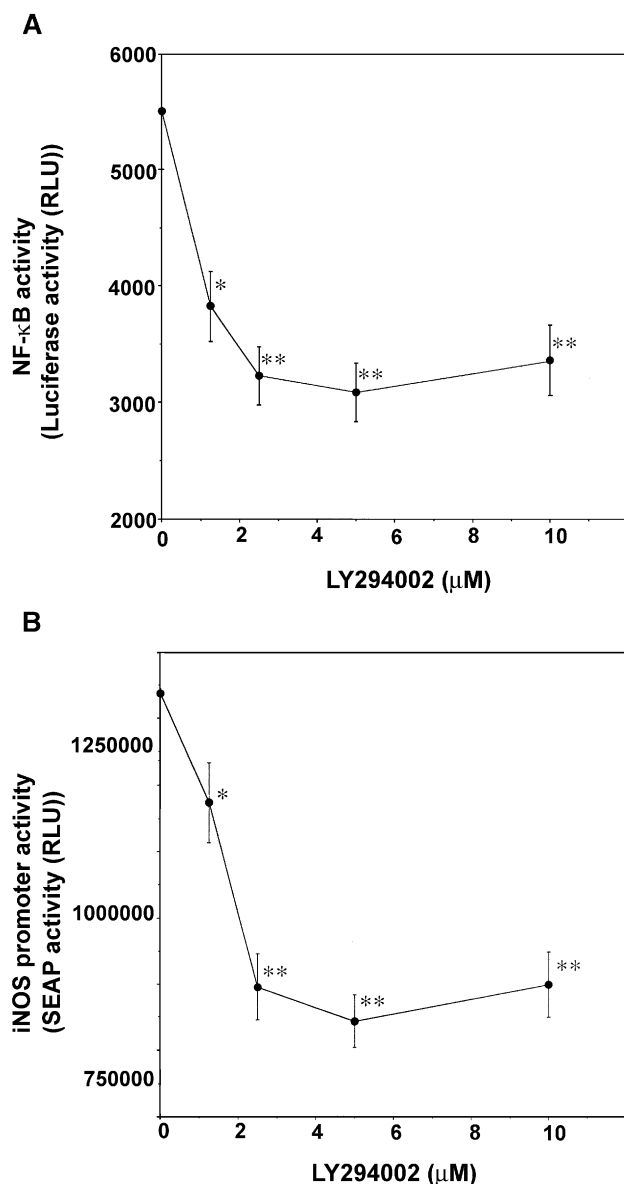 A
6000
5000
4000
3000
2000
NF-κB activity
(Luciferase activity (RLU))
*
**
**
**
0 2 4 6 8 10
LY294002 (μM)
B
1250000
1000000
750000
iNOS promoter activity
(SEAP activity (RLU))
*
**
**
**
0 2 4 6 8 10
LY294002 (μM)